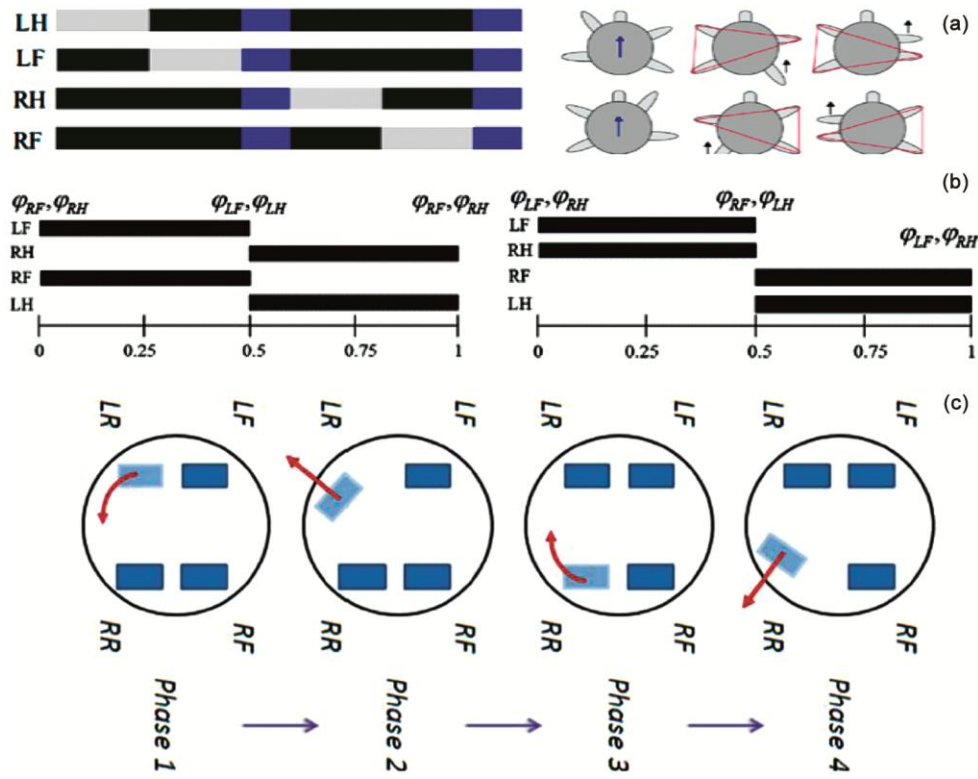 (a)
LH
LF
RH
RF
(b)
φRF, φRH φLF, φLH φRF, φRH
LF
RH
RF
LH
0 0.25 0.5 0.75 1
φLF, φRH φRF, φLH φLF, φRH
LF
RH
RF
LH
0 0.25 0.5 0.75 1
(c)
LR LF LR LF LR LF LR LF
RR RF RR RF RR RF RR RF
Phase 1 Phase 2 Phase 3 Phase 4